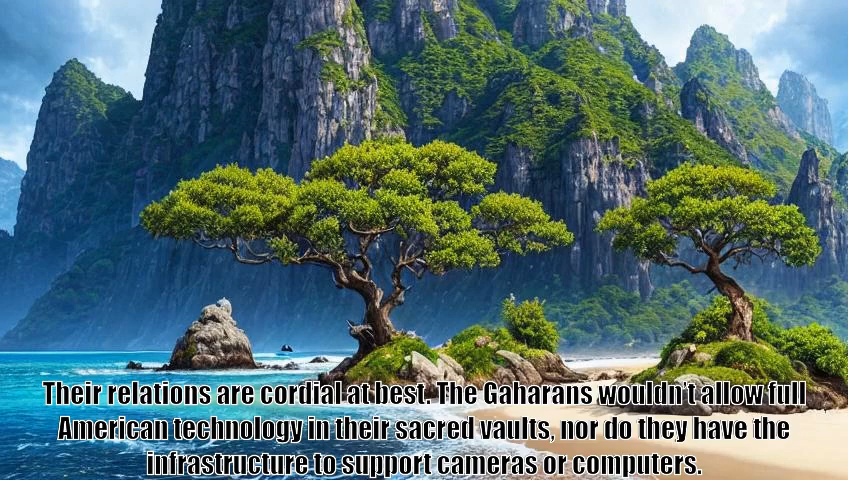 Their relations are cordial at best. The Gaharans wouldn't allow full
American technology in their sacred vaults, nor do they have the
infrastructure to support cameras or computers.